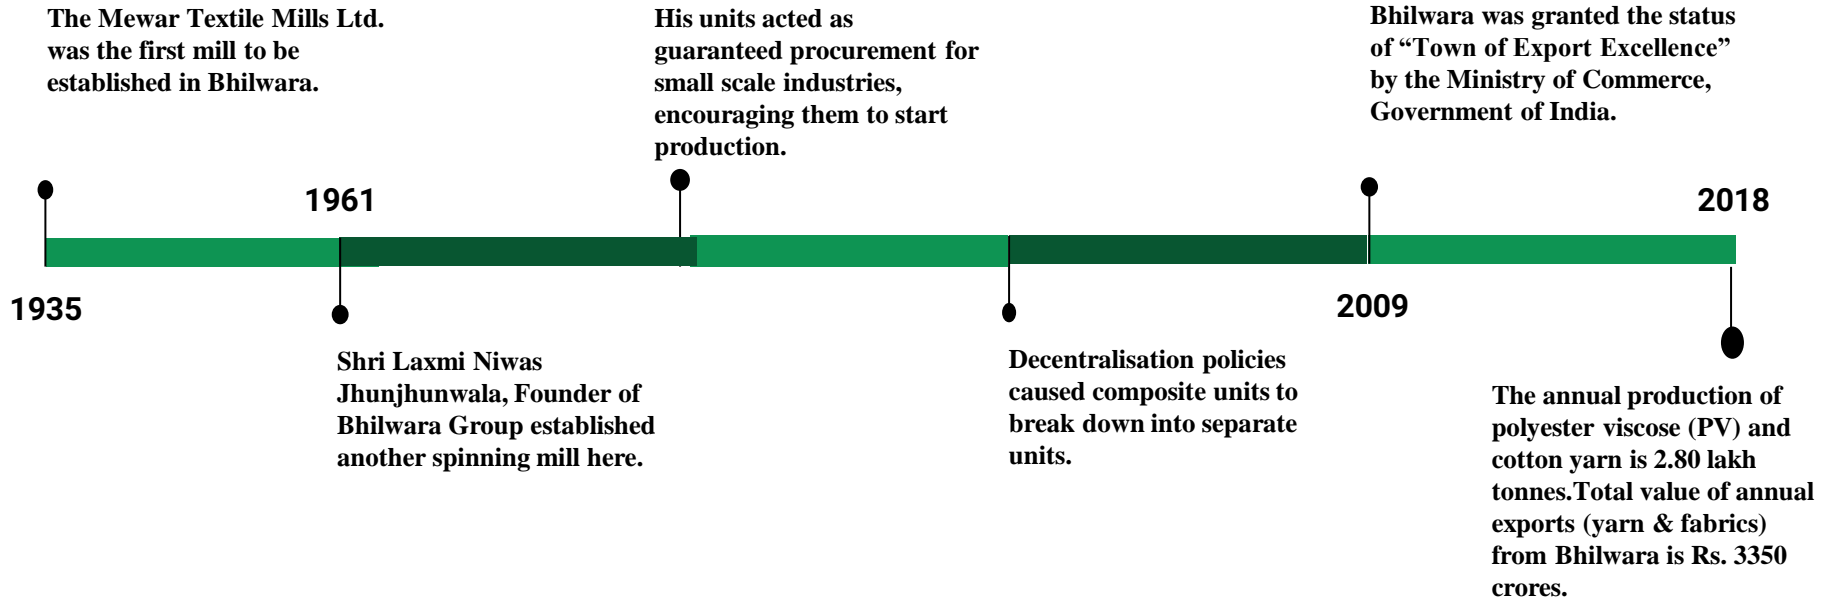 The Mewar Textile Mills Ltd.
was the first mill to be
established in Bhilwara.
1935
1961
Shri Laxmi Niwas
Jhunjhunwala, Founder of
Bhilwara Group established
another spinning mill here.
His units acted as
guaranteed procurement for
small scale industries,
encouraging them to start
production.
Decentralisation policies
caused composite units to
break down into separate
units.
Bhilwara was granted the status
of “Town of Export Excellence”
by the Ministry of Commerce,
Government of India.
2009
2018
The annual production of
polyester viscose (PV) and
cotton yarn is 2.80 lakh
tonnes.Total value of annual
exports (yarn & fabrics)
from Bhilwara is Rs. 3350
crores.